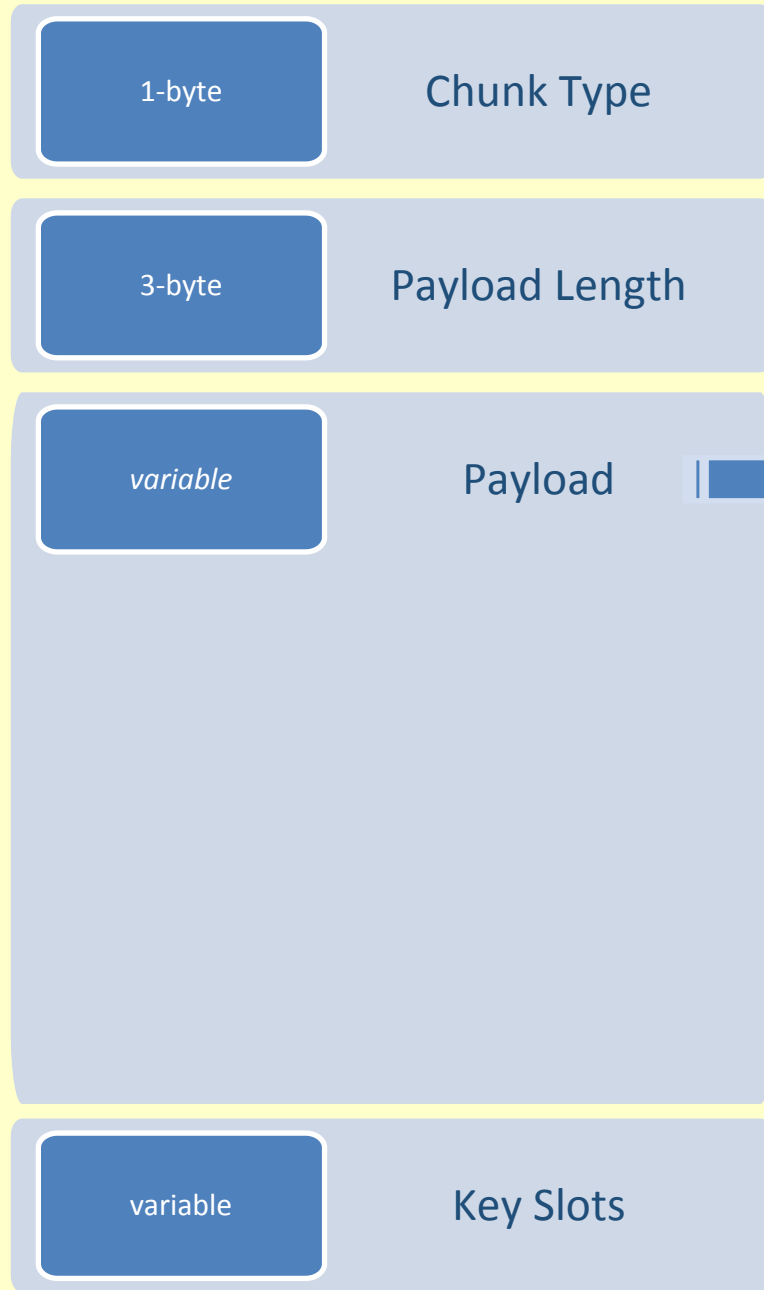 1-byte
Chunk Type
3-byte
Payload Length
variable
Payload
variable
Key Slots